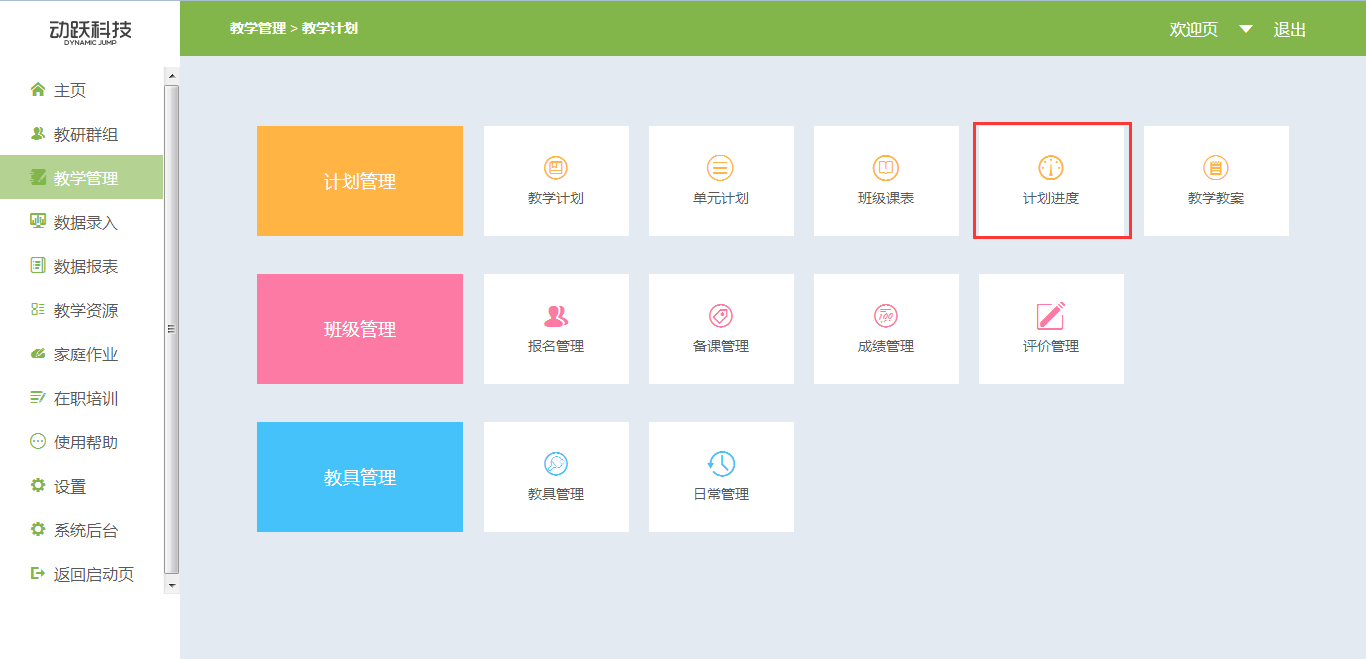 动跃科技
DYNAMIC JUMP
教学管理 > 教学计划
欢迎页
退出
主页
教研群组
教学管理
数据录入
数据报表
教学资源
家庭作业
在职培训
使用帮助
设置
系统后台
返回启动页
计划管理
教学计划
单元计划
班级课表
计划进度
教学教案
班级管理
报名管理
备课管理
100
成绩管理
评价管理
教具管理
教具管理
日常管理